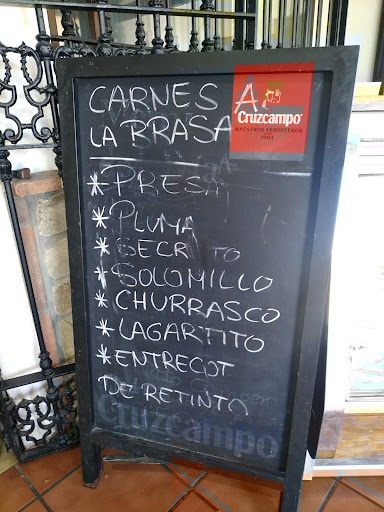 CARNES A
LA BRASA
Cruzcampo
MAESTROS CERVECEROS
1904
* PRESA
* PLUMA
* SECRETO
* SOLOMILLO
* CHURRASCO
* LAGARTITO
* ENTRECOT
DE RETINTO
Cruzcampo